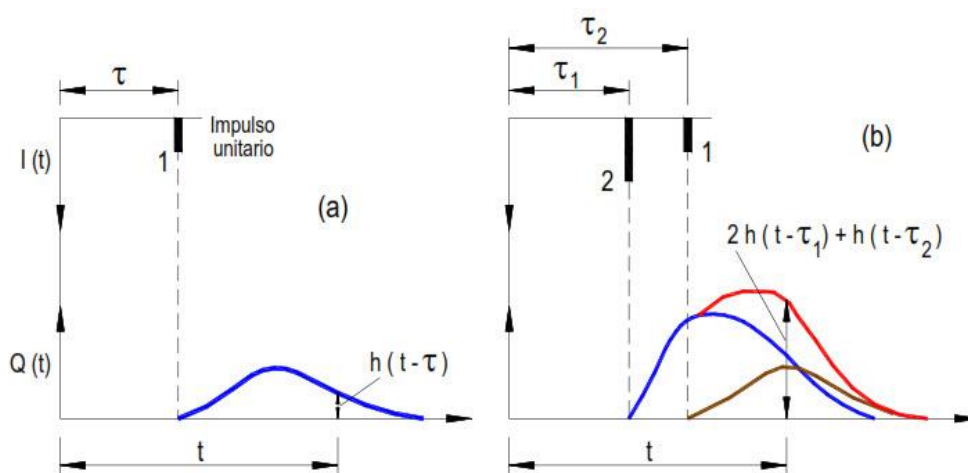 τ
I (t)
Impulso
unitario
1
(a)
Q (t)
h ( t - τ)
t
τ2
τ1
1
2
(b)
2 h ( t - τ1) + h ( t - τ2)
t